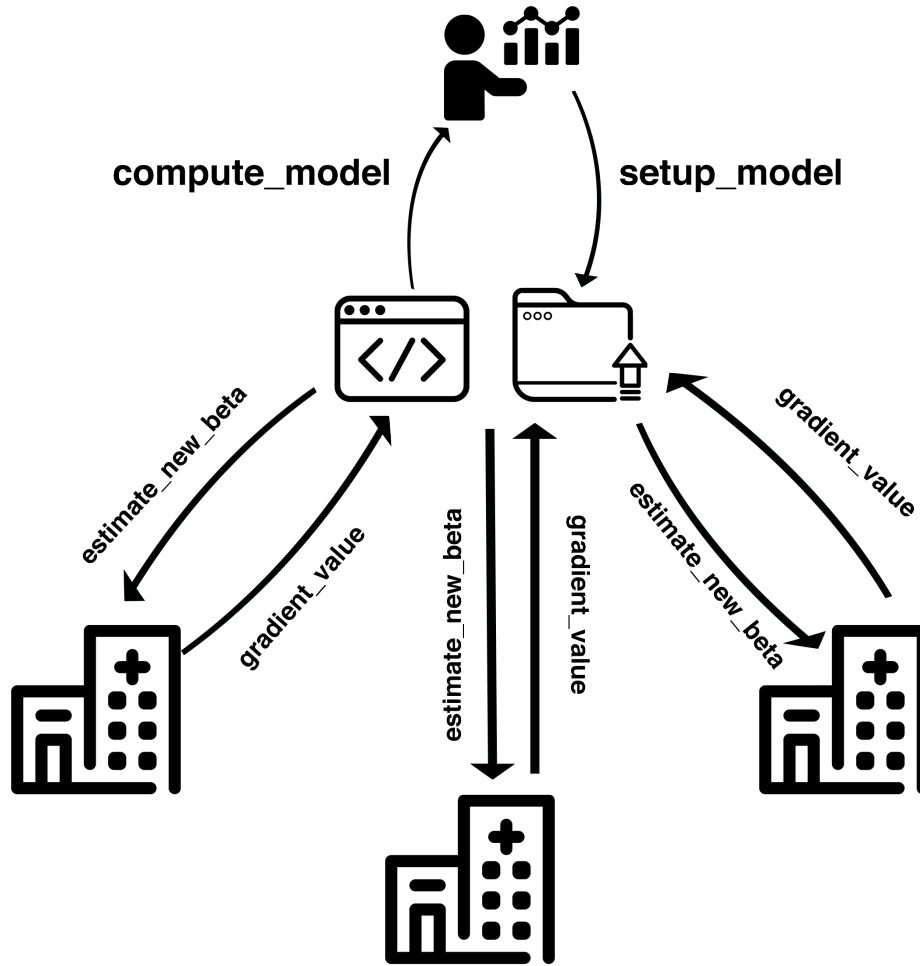 compute_model
setup_model
estimate_new_beta
gradient_value
estimate_new_beta
gradient_value
estimate_new_beta
gradient_value